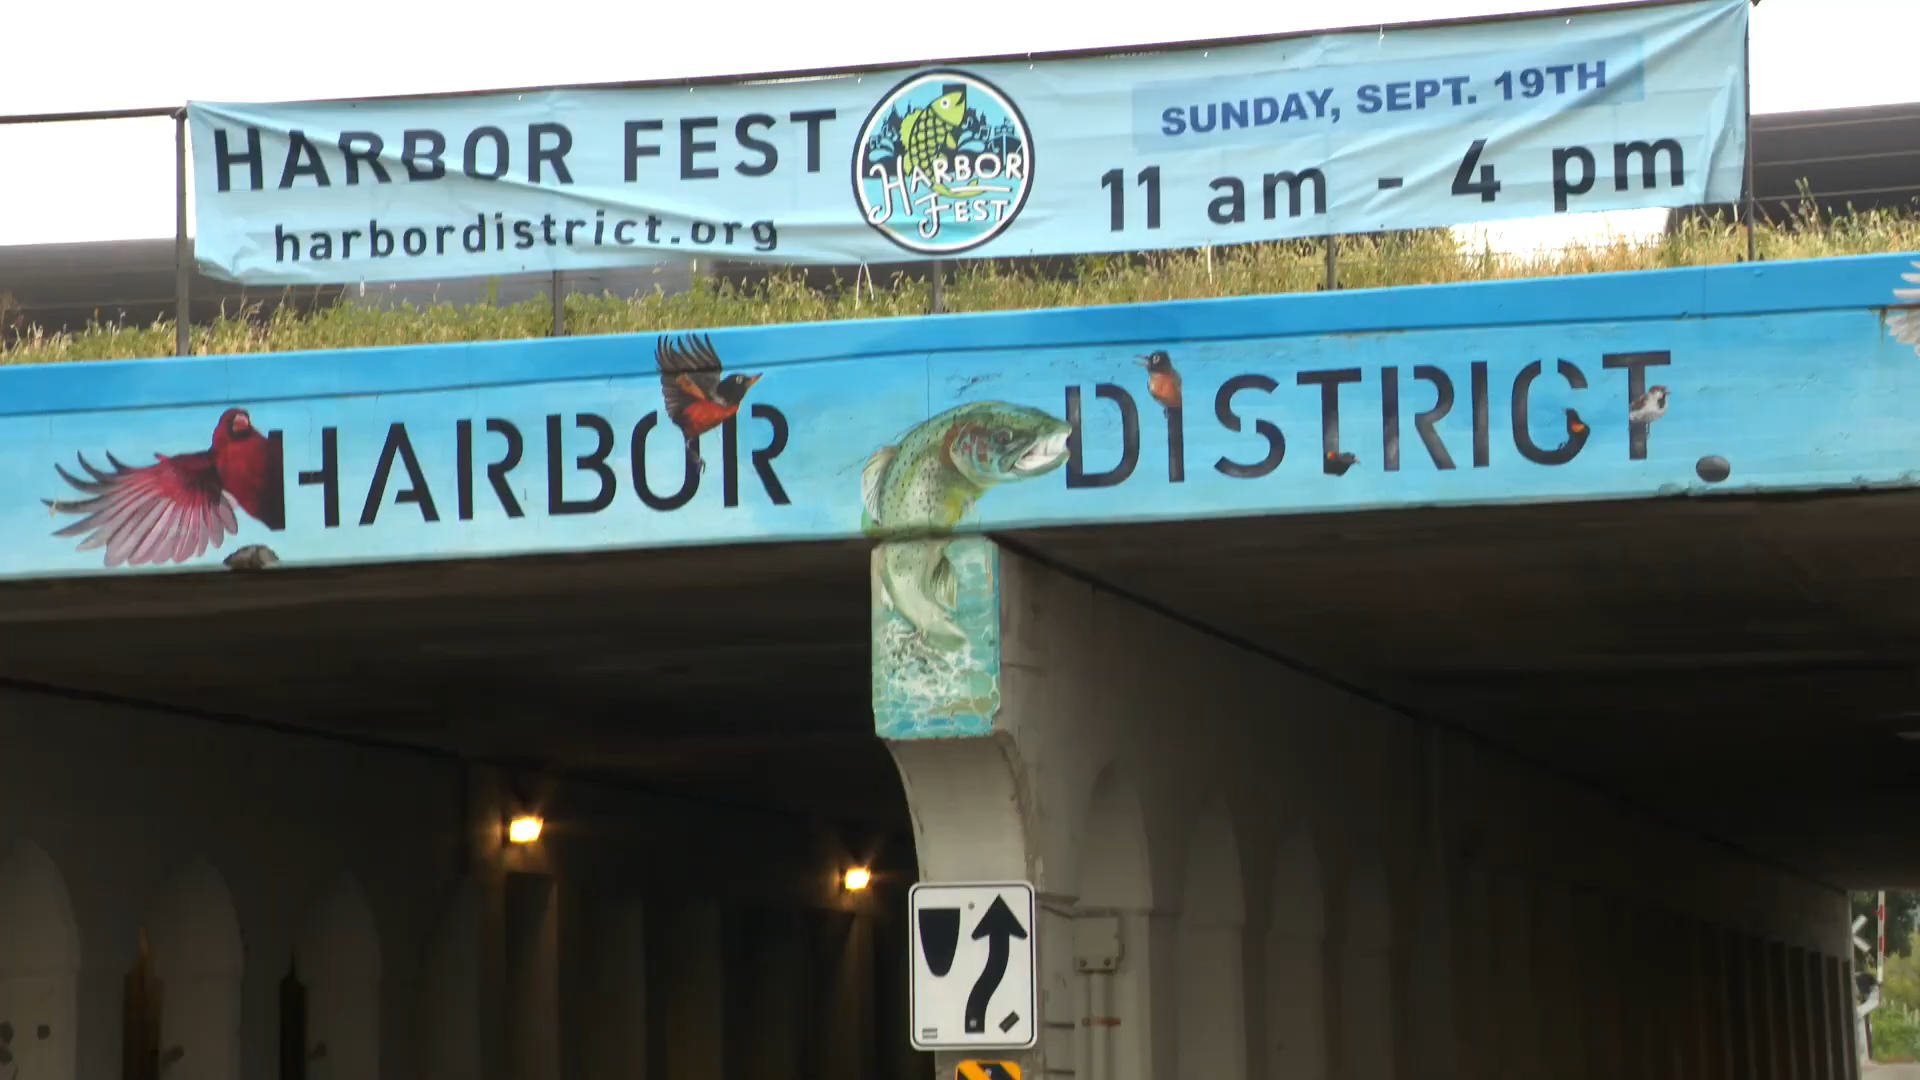 HARBOR FEST
harbordistrict.org
HARBOR
FEST
SUNDAY, SEPT. 19TH
11 am - 4 pm
HARBOR DISTRICT